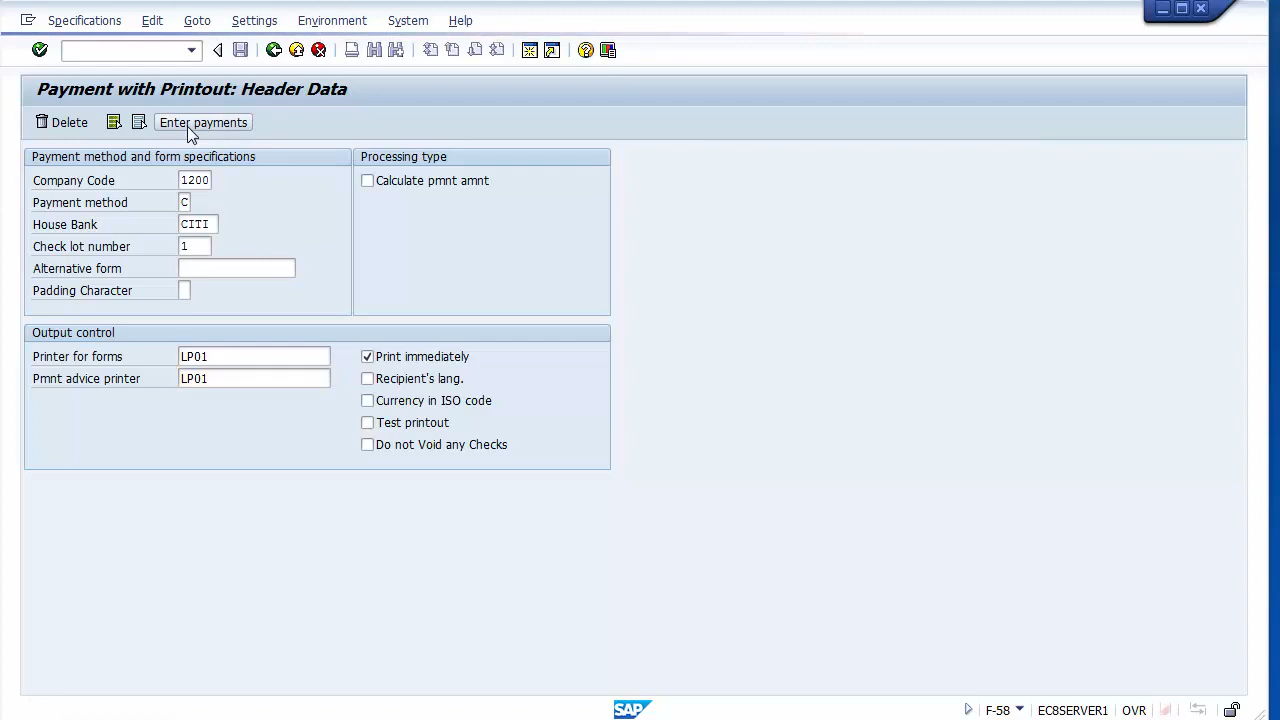 Specifications Edit Goto Settings Environment System Help
Payment with Printout: Header Data
Delete Enter payments
Payment method and form specifications
Company Code 1200
Payment method C
House Bank CITI
Check lot number 1
Alternative form
Padding Character
Processing type
Calculate pmnt amnt
Output control
Printer for forms LP01
Pmnt advice printer LP01
Print immediately
Recipient's lang.
Currency in ISO code
Test printout
Do not Void any Checks
SAP F-58 ECSERVER1 OVR